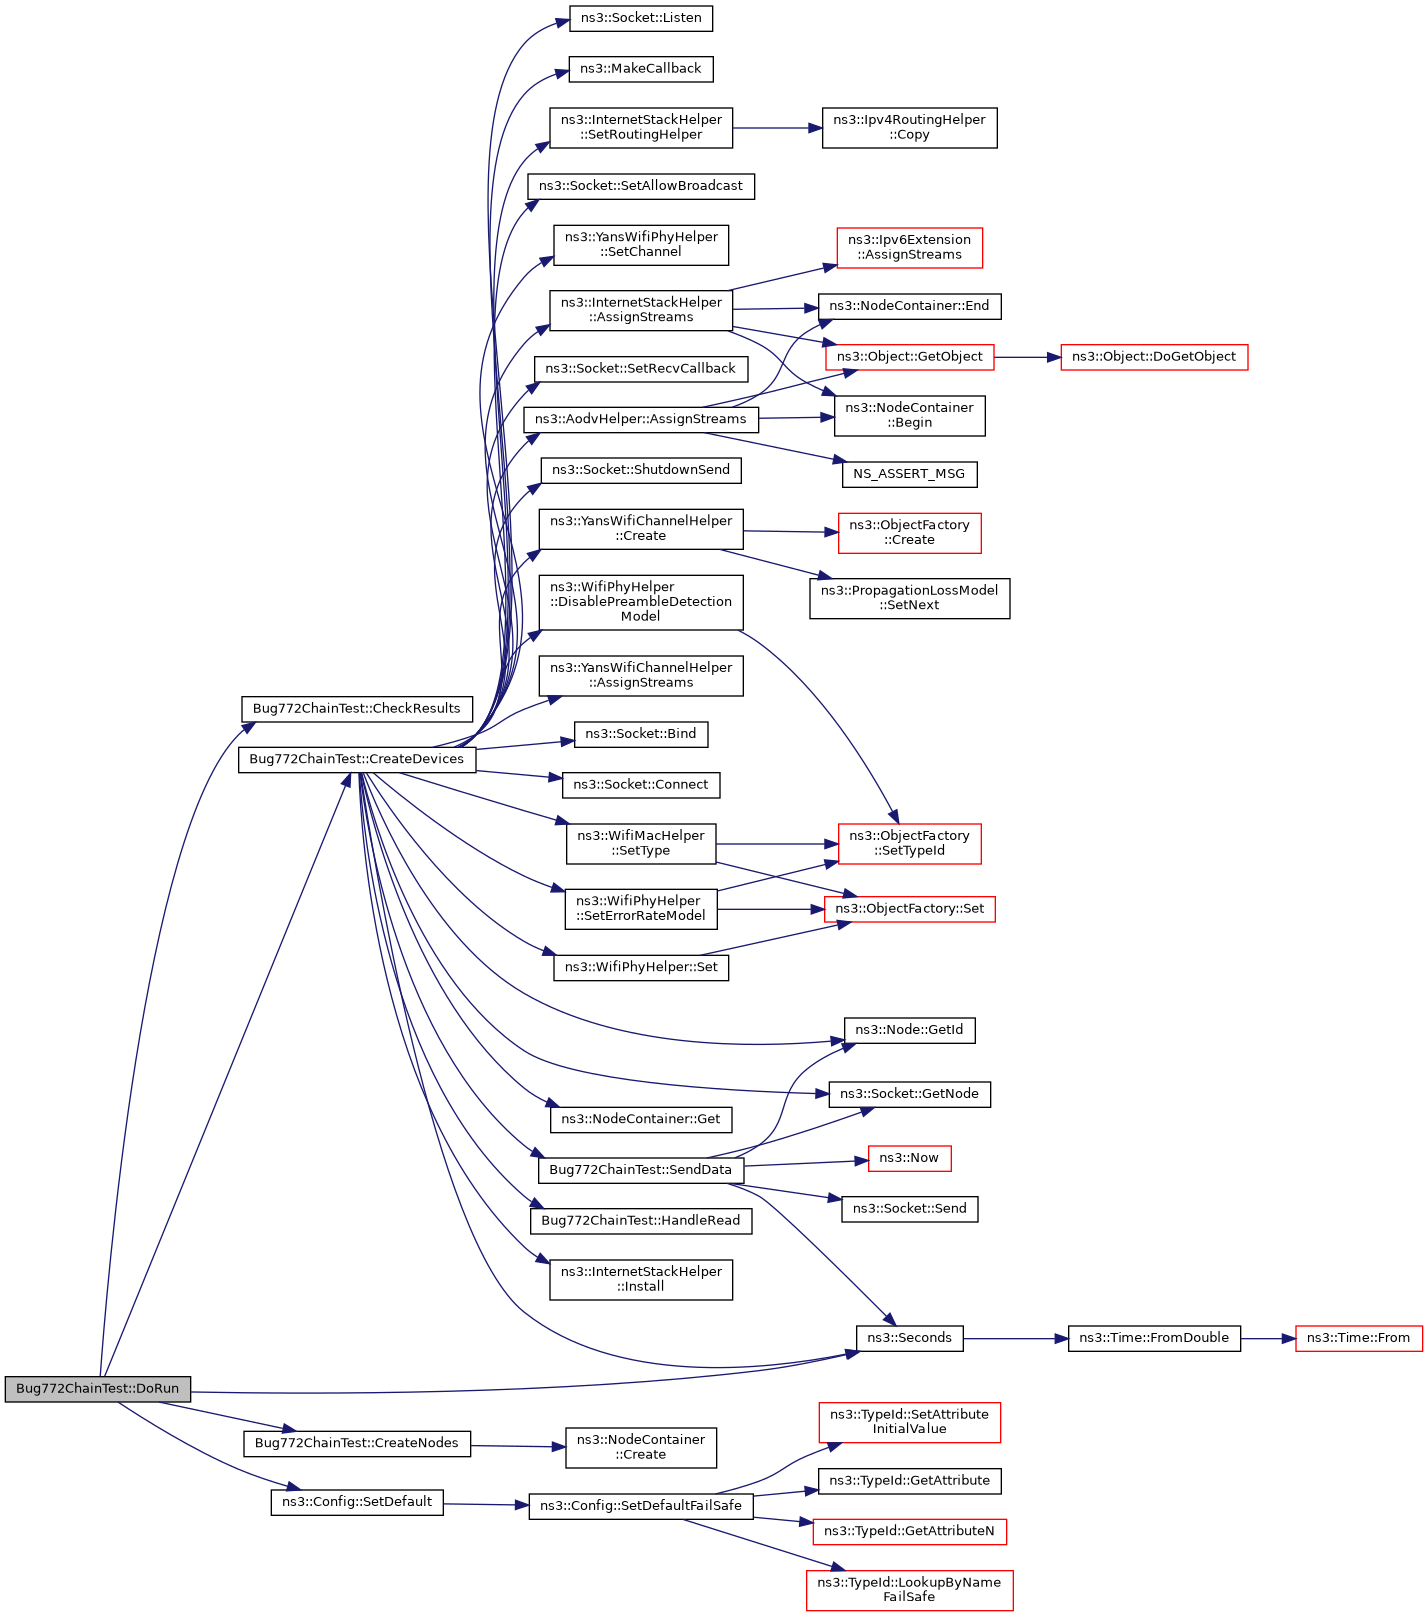 ns3::Socket::Listen
ns3::MakeCallback
ns3::InternetStackHelper
::SetRoutingHelper
ns3::Ipv4RoutingHelper
::Copy
ns3::Socket::SetAllowBroadcast
ns3::YansWifiPhyHelper
::SetChannel
ns3::Ipv6Extension
::AssignStreams
ns3::InternetStackHelper
::AssignStreams
ns3::NodeContainer::End
ns3::Object::GetObject
ns3::Object::DoGetObject
ns3::Socket::SetRecvCallback
ns3::NodeContainer
::Begin
ns3::AodvHelper::AssignStreams
ns3::Socket::ShutdownSend
NS_ASSERT_MSG
ns3::YansWifiChannelHelper
::Create
ns3::ObjectFactory
::Create
ns3::WifiPhyHelper
::DisablePreambleDetection
Model
ns3::PropagationLossModel
::SetNext
ns3::YansWifiChannelHelper
::AssignStreams
Bug772ChainTest::CheckResults
ns3::Socket::Bind
Bug772ChainTest::CreateDevices
ns3::Socket::Connect
ns3::WifiMacHelper
::SetType
ns3::ObjectFactory
::SetTypeId
ns3::WifiPhyHelper
::SetErrorRateModel
ns3::ObjectFactory::Set
ns3::WifiPhyHelper::Set
ns3::Node::GetId
ns3::Socket::GetNode
ns3::NodeContainer::Get
Bug772ChainTest::SendData
ns3::Now
ns3::Socket::Send
Bug772ChainTest::HandleRead
ns3::InternetStackHelper
::Install
ns3::Seconds
ns3::Time::FromDouble
ns3::Time::From
Bug772ChainTest::DoRun
ns3::TypeId::SetAttribute
InitialValue
Bug772ChainTest::CreateNodes
ns3::NodeContainer
::Create
ns3::TypeId::GetAttribute
ns3::Config::SetDefault
ns3::Config::SetDefaultFailSafe
ns3::TypeId::GetAttributeN
ns3::TypeId::LookupByName
FailSafe